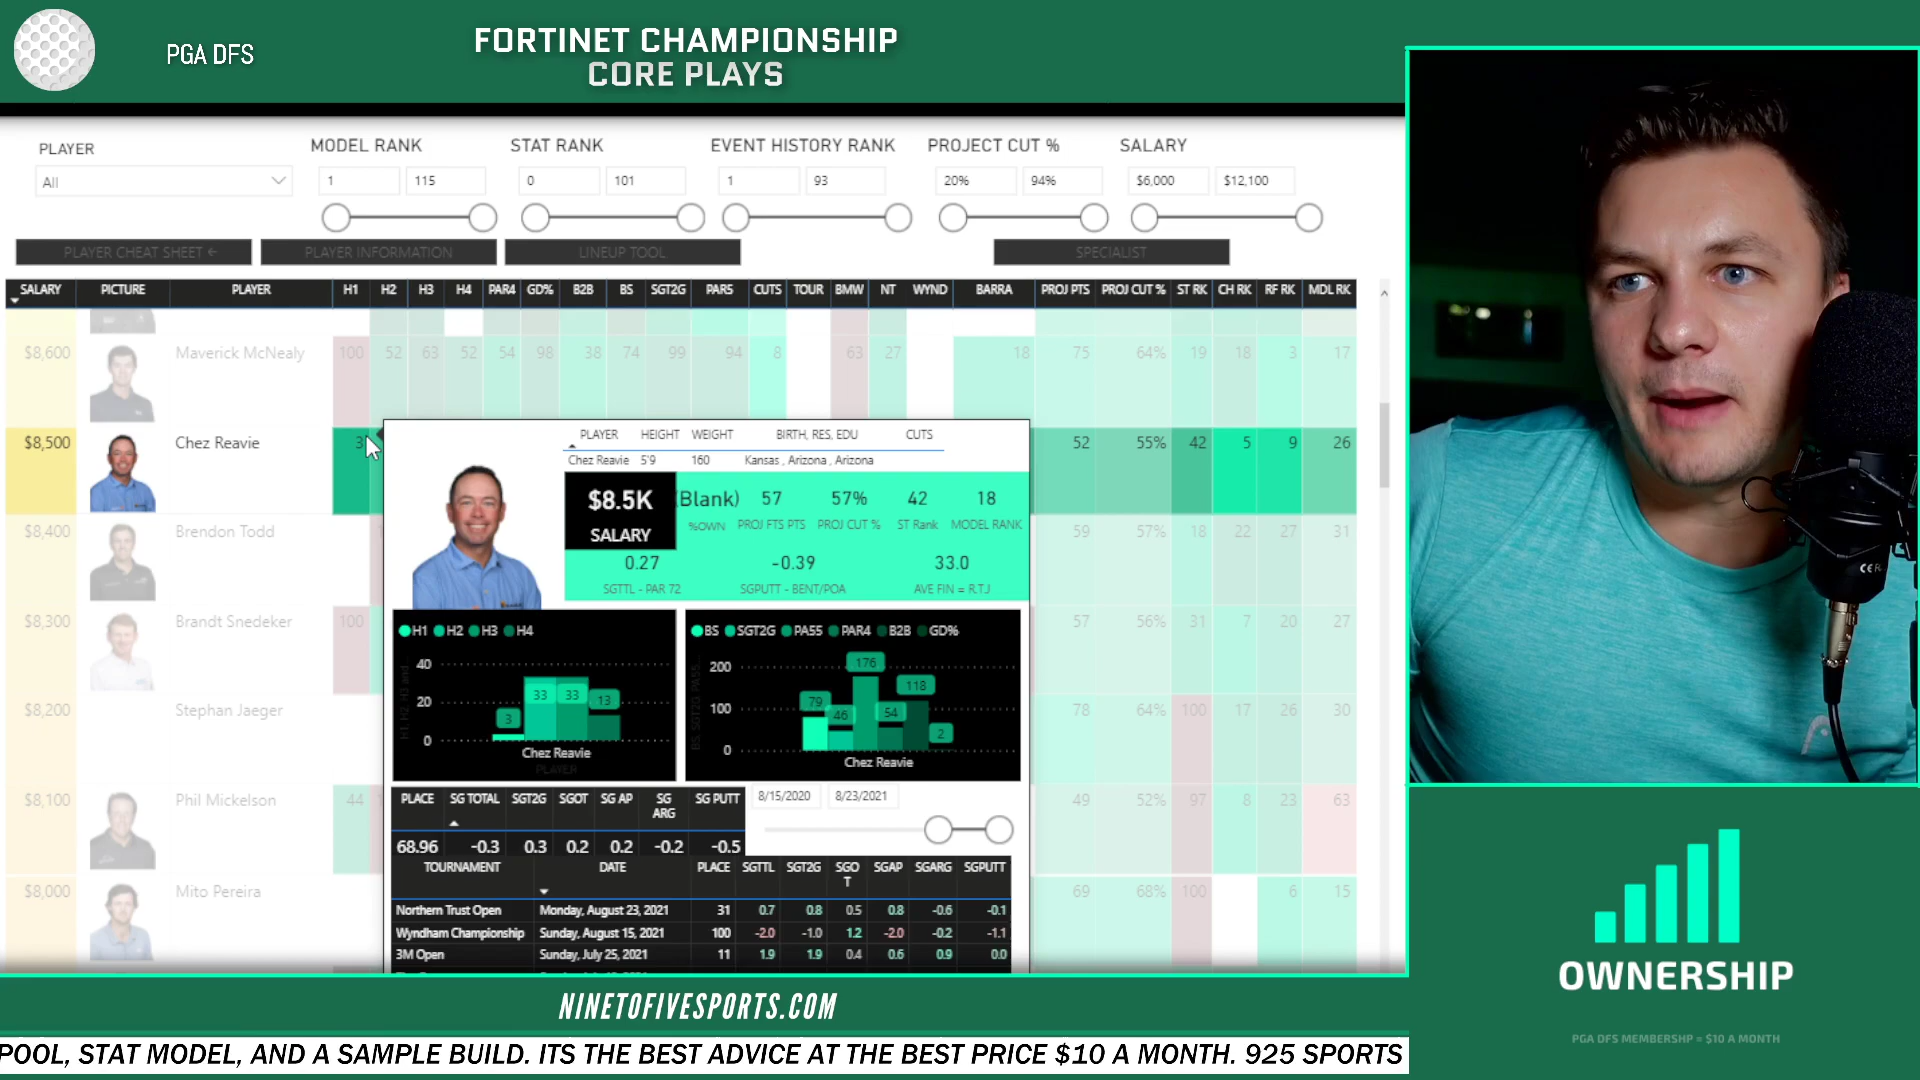 PGA DFS
FORTINET CHAMPIONSHIP
CORE PLAYS
PLAYER
All
MODEL RANK
1 115
STAT RANK
0 101
EVENT HISTORY RANK
1 93
PROJECT CUT %
20% 94%
SALARY
$6,000 $12,100
PLAYER CHEAT SHEET ←
PLAYER INFORMATION
LINEUP TOOL
SPECIALIST
SALARY PICTURE PLAYER H1 H2 H3 H4 PAR4 GD% B2B BS SGT2G PAR5 CUTS TOUR BMW NT WYND BARRA PROJ PTS PROJ CUT % ST RK CH RK RF RK MDL RK
$8,600 Maverick McNealy 100 52 63 52 54 98 38 74 99 94 8 63 27 18 75 64% 19 18 3 17
$8,500 Chez Reavie 3 52 55% 42 5 9 26
$8,400 Brendon Todd 59 57% 18 22 27 31
$8,300 Brandt Snedeker 100 57 56% 31 7 20 27
$8,200 Stephan Jaeger 78 64% 100 17 26 30
$8,100 Phil Mickelson 44 49 52% 97 8 23 63
$8,000 Mito Pereira 69 68% 100 6 15
PLAYER HEIGHT WEIGHT BIRTH, RES, EDU CUTS
Chez Reavie 5'9 160 Kansas , Arizona , Arizona
$8.5K
SALARY
(Blank) 57 57% 42 18
%OWN PROJ FTS PTS PROJ CUT % ST Rank MODEL RANK
0.27 -0.39 33.0
SGTTL - PAR 72 SGPUTT - BENT/POA AVE FIN = R.T.J
H1 H2 H3 H4
40
20
0
3 33 33 13
Chez Reavie
PLAYER
BS SGT2G PA55 PAR4 B2B GD%
200
100
0
79 46 176 54 118 2
Chez Reavie
PLACE SG TOTAL SGT2G SGOT SG AP SG ARG SG PUTT
68.96 -0.3 0.3 0.2 0.2 -0.2 -0.5
8/15/2020 8/23/2021
TOURNAMENT DATE PLACE SGTTL SGT2G SGOT SGAP SGARG SGPUTT
Northern Trust Open Monday, August 23, 2021 31 0.7 0.8 0.5 0.8 -0.6 -0.1
Wyndham Championship Sunday, August 15, 2021 100 -2.0 -1.0 1.2 -2.0 -0.2 -1.1
3M Open Sunday, July 25, 2021 11 1.9 1.9 0.4 0.6 0.9 0.0
OWNERSHIP
PGA DFS MEMBERSHP = $10 A MONTH
NINETOFIVESPORTS.COM
POOL, STAT MODEL, AND A SAMPLE BUILD. ITS THE BEST ADVICE AT THE BEST PRICE $10 A MONTH. 925 SPORTS